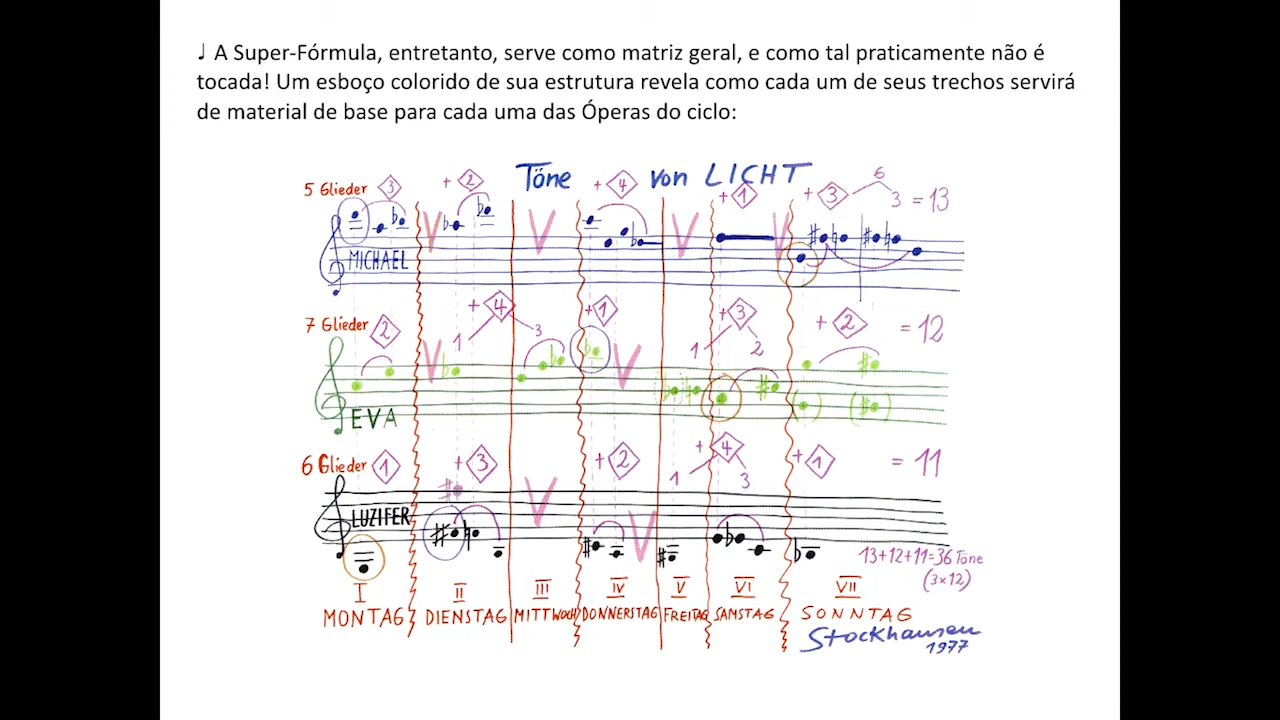 ♩ A Super-Fórmula, entretanto, serve como matriz geral, e como tal praticamente não é
tocada! Um esboço colorido de sua estrutura revela como cada um de seus trechos servirá
de material de base para cada uma das Óperas do ciclo:
Töne von LICHT
5 Glieder 3 + 2 + 4 + 1 + 3 6 3 = 13
MICHAEL
7 Glieder 2 + 4 1 3 + 1 + 3 1 2 + 2 = 12
EVA
6 Glieder 1 + 3 + 2 + 4 1 3 + 1 = 11
LUZIFER
13+12+11=36 Töne
(3×12)
I II III IV V VI VII
MONTAG DIENSTAG MITTWOCH DONNERSTAG FREITAG SAMSTAG SONNTAG
Stockhausen
1977